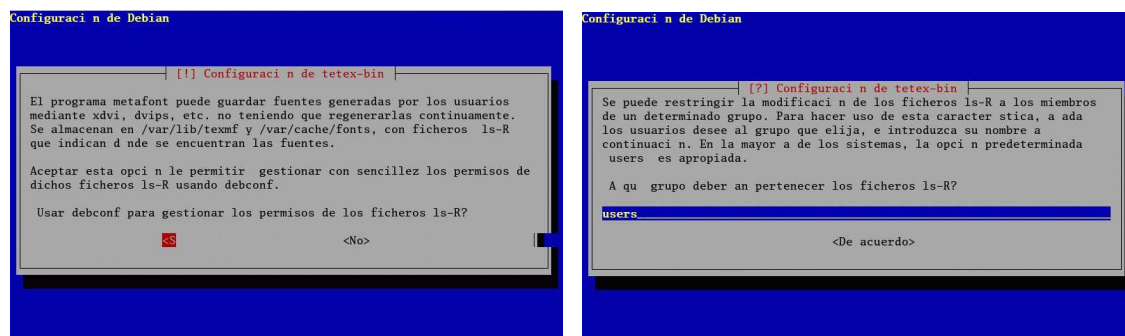 Configuraci n de Debian
[!] Configuraci n de tetex-bin
El programa metafont puede guardar fuentes generadas por los usuarios
mediante xdvi, dvips, etc. no teniendo que regenerarlas continuamente.
Se almacenan en /var/lib/texmf y /var/cache/fonts, con ficheros  ls-R
que indican d nde se encuentran las fuentes.
Aceptar esta opci n le permitir  gestionar con sencillez los permisos de
dichos ficheros ls-R usando debconf.
Usar debconf para gestionar los permisos de los ficheros ls-R?
<S
<No>
Configuraci n de Debian
[?] Configuraci n de tetex-bin
Se puede restringir la modificaci n de los ficheros ls-R a los miembros
de un determinado grupo. Para hacer uso de esta caracter stica, a ada
los usuarios desee al grupo que elija, e introduzca su nombre a
continuaci n. En la mayor a de los sistemas, la opci n predeterminada
users  es apropiada.
A qu  grupo deber an pertenecer los ficheros ls-R?
users
<De acuerdo>